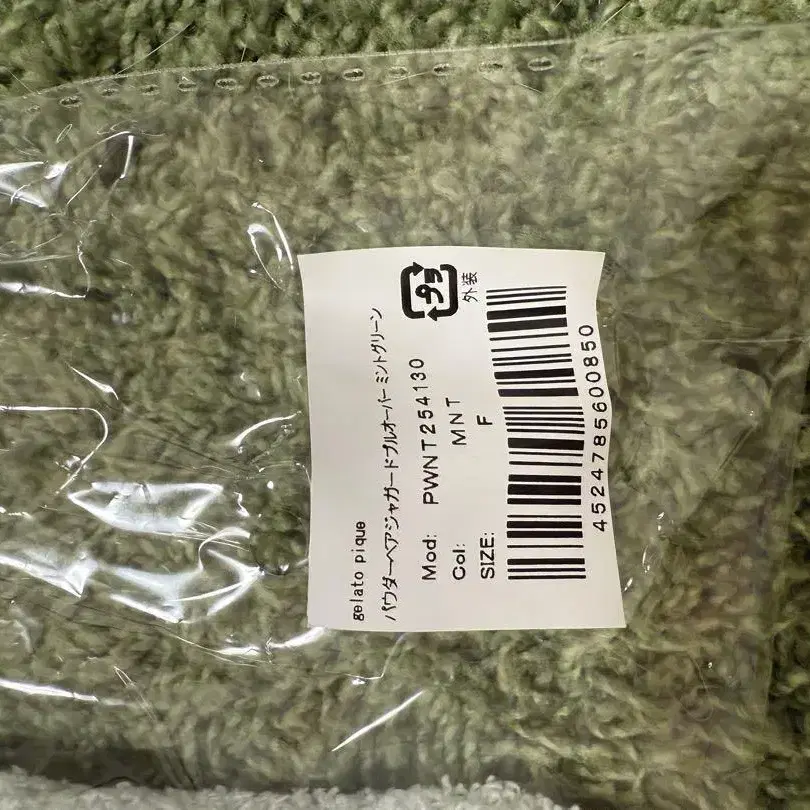 gelato pique
パウダーベアジャガードプルオーバー ミントグリーン
Mod: PWNT254130
Col: MNT
SIZE: F
プラ
外装
4524785600850